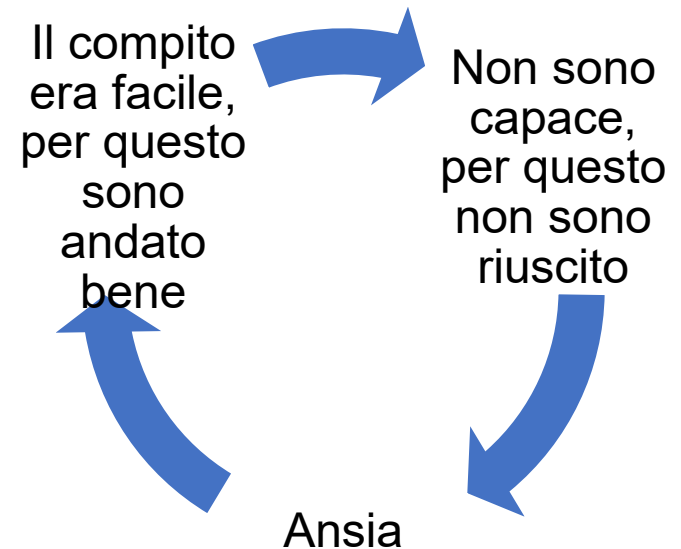 Il compito
era facile,
per questo
sono
andato
bene
Non sono
capace,
per questo
non sono
riuscito
Ansia